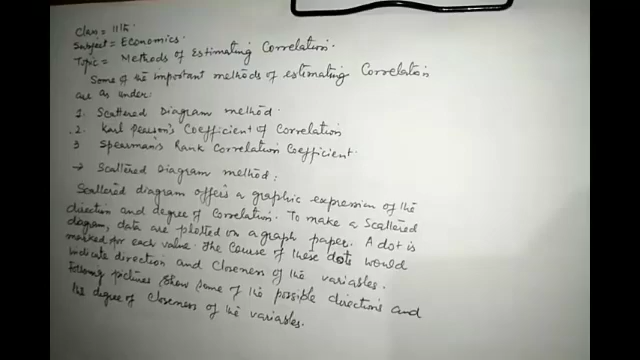 Class = 11th
Subject = Economics.
Topic = Methods of Estimating Correlation.
Some of the important methods of estimating Correlation
are as under:
1. Scattered Diagram method.
2. Karl Pearson's Coefficient of Correlation
3 Spearman's Rank Correlation Coefficient.
→ Scattered Diagram method:
Scattered diagram offers a graphic expression of the
direction and degree of Correlation. To make a Scattered
diagram, data are plotted on a graph paper. A dot is
marked for each value. The Course of these dots would
indicate direction and closeness of the variables.
Following pictures show some of the possible directions and
the degree of closeness of the variables.